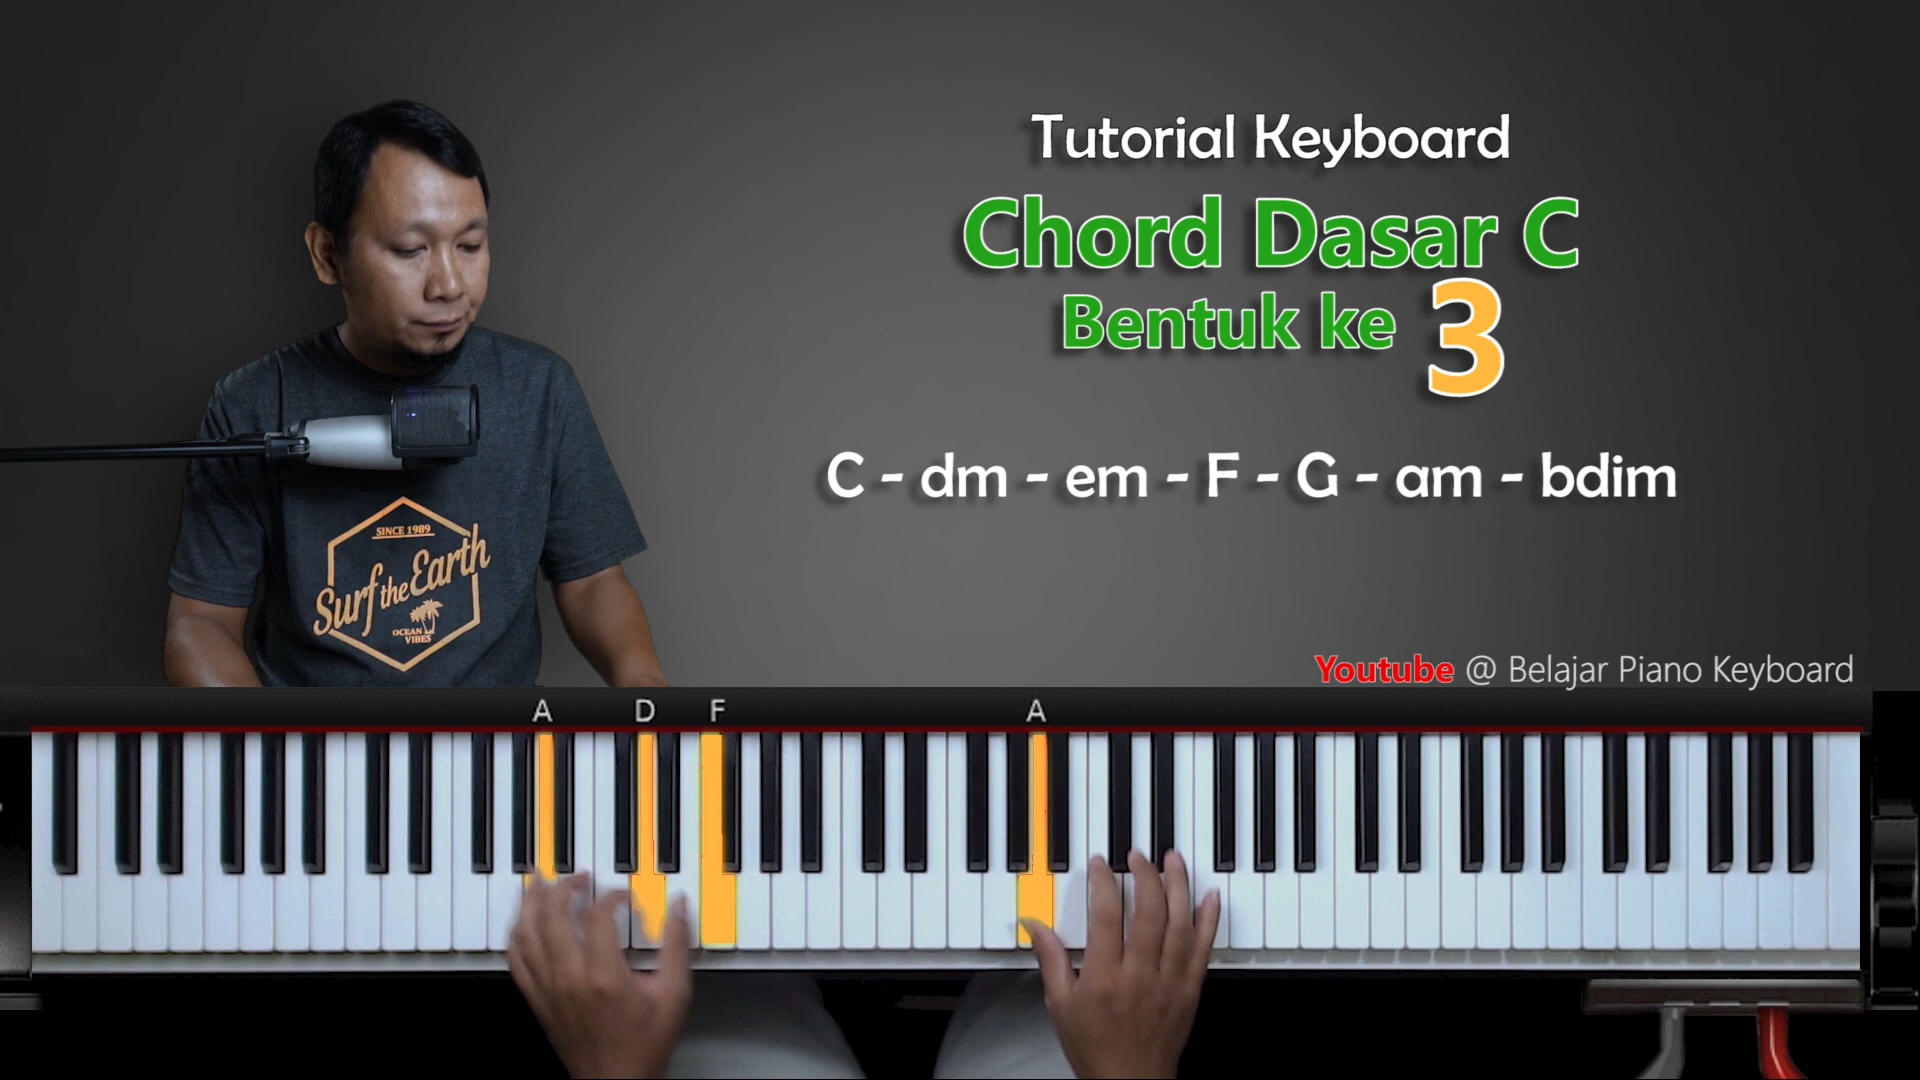 Tutorial Keyboard
Chord Dasar C
Bentuk ke 3
C - dm - em - F - G - am - bdim
SINCE 1989
Surf the Earth
OCEAN
VIBES
Youtube @ Belajar Piano Keyboard
A D F A